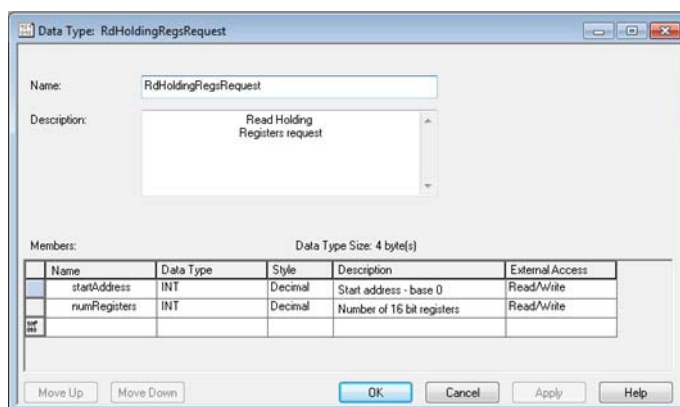 Data Type: RdHoldingRegsRequest
Name: RdHoldingRegsRequest
Description: Read Holding
Registers request
Members: Data Type Size: 4 byte(s)
Name Data Type Style Description External Access
startAddress INT Decimal Start address - base 0 Read/Write
numRegisters INT Decimal Number of 16 bit registers Read/Write
Move Up Move Down OK Cancel Apply Help